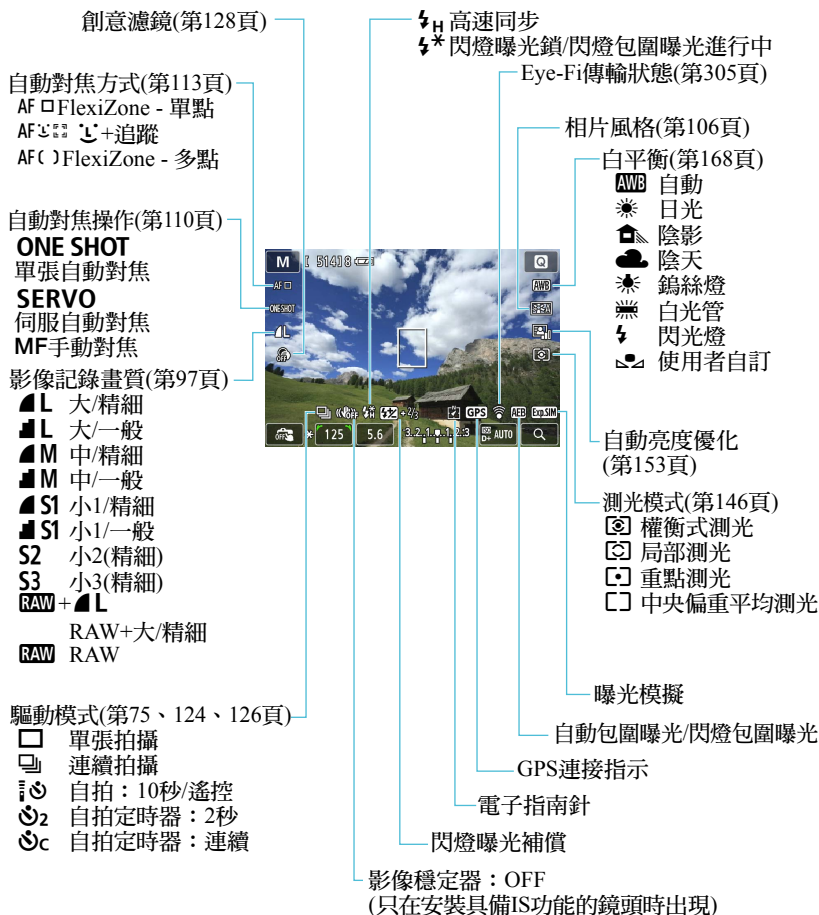 創意濾鏡(第128頁)
H 高速同步
* 閃燈曝光鎖/閃燈包圍曝光進行中
Eye-Fi傳輸狀態(第305頁)
自動對焦方式(第113頁)
AF FlexiZone - 單點
AF +追蹤
AF( ) FlexiZone - 多點
相片風格(第106頁)
白平衡(第168頁)
AWB 自動
日光
陰影
陰天
鎢絲燈
白光管
閃光燈
使用者自訂
自動對焦操作(第110頁)
ONE SHOT
單張自動對焦
SERVO
伺服自動對焦
MF手動對焦
影像記錄畫質(第97頁)
L 大/精細
L 大/一般
M 中/精細
M 中/一般
S1 小1/精細
S1 小1/一般
S2 小2(精細)
S3 小3(精細)
RAW + L
RAW+大/精細
RAW RAW
M [ 514] 8 Q
AF
AWB
ONE SHOT
L
OFF
OFF H +2/3 GPS AEB Exp.SIM
OFF * 125 5.6 3..2..1..1..2..3 D+ AUTO
自動亮度優化
(第153頁)
測光模式(第146頁)
權衡式測光
局部測光
重點測光
中央偏重平均測光
驅動模式(第75、124、126頁)
單張拍攝
連續拍攝
自拍：10秒/遙控
2 自拍定時器：2秒
C 自拍定時器：連續
曝光模擬
自動包圍曝光/閃燈包圍曝光
GPS連接指示
電子指南針
閃燈曝光補償
影像穩定器：OFF
(只在安裝具備IS功能的鏡頭時出現)